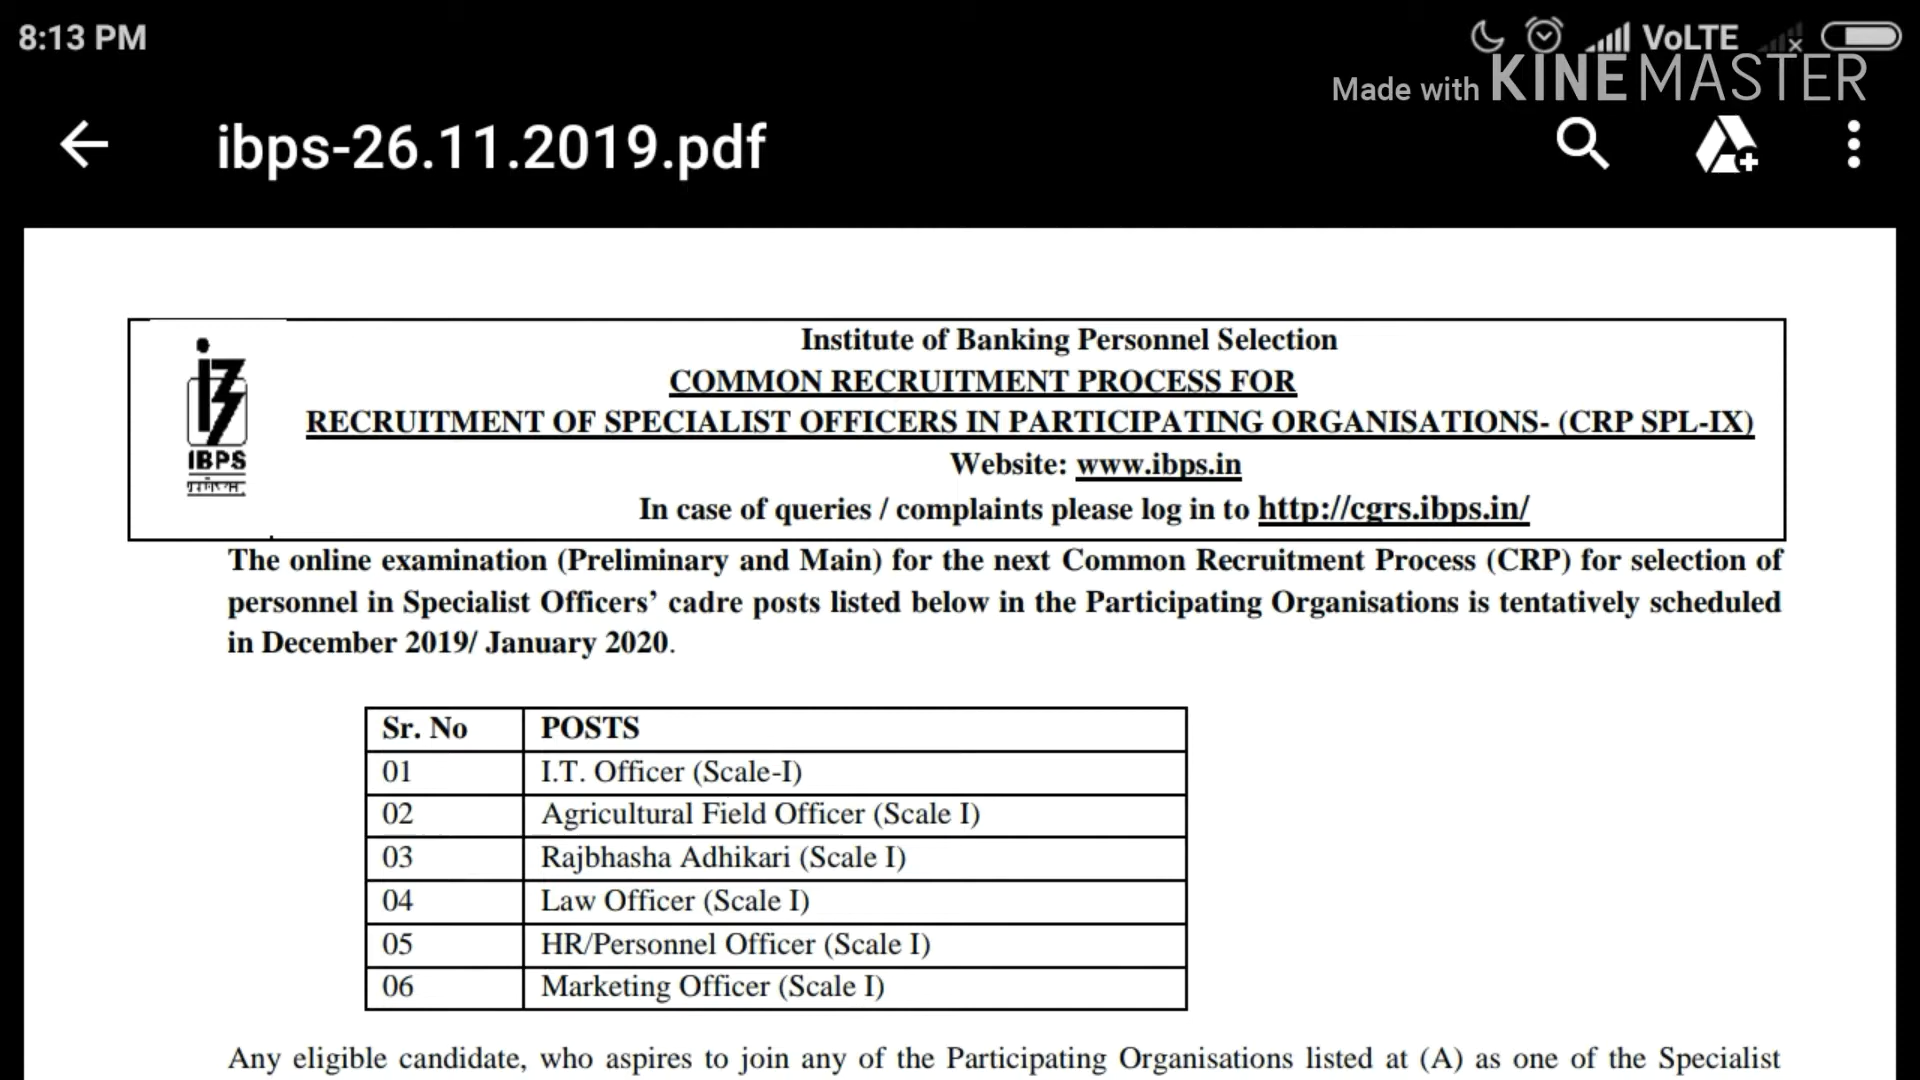 8:13 PM
VoLTE
Made with KINEMASTER
ibps-26.11.2019.pdf
Institute of Banking Personnel Selection
COMMON RECRUITMENT PROCESS FOR
RECRUITMENT OF SPECIALIST OFFICERS IN PARTICIPATING ORGANISATIONS- (CRP SPL-IX)
IBPS
Website: www.ibps.in
In case of queries / complaints please log in to http://cgrs.ibps.in/
The online examination (Preliminary and Main) for the next Common Recruitment Process (CRP) for selection of
personnel in Specialist Officers’ cadre posts listed below in the Participating Organisations is tentatively scheduled
in December 2019/ January 2020.
Sr. No POSTS
01 I.T. Officer (Scale-I)
02 Agricultural Field Officer (Scale I)
03 Rajbhasha Adhikari (Scale I)
04 Law Officer (Scale I)
05 HR/Personnel Officer (Scale I)
06 Marketing Officer (Scale I)
Any eligible candidate, who aspires to join any of the Participating Organisations listed at (A) as one of the Specialist